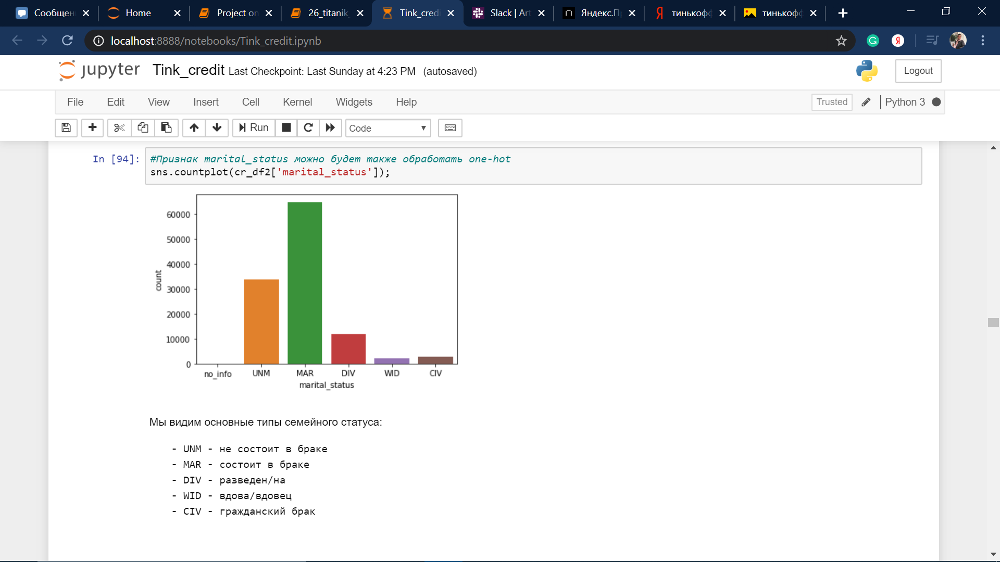 Сообщен
Home
Project on
26_titanik
Tink_credi
Slack | Art
Яндекс.П
тинькофф
тинькофф
localhost:8888/notebooks/Tink_credit.ipynb
jupyter Tink_credit Last Checkpoint: Last Sunday at 4:23 PM (autosaved)
Logout
File Edit View Insert Cell Kernel Widgets Help
Trusted Python 3
Run Code
In [94]: #Признак marital_status можно будет также обработать one-hot
sns.countplot(cr_df2['marital_status']);
60000
50000
40000
30000
20000
10000
0
count
no_info UNM MAR DIV WID CIV
marital_status
Мы видим основные типы семейного статуса:
- UNM - не состоит в браке
- MAR - состоит в браке
- DIV - разведен/на
- WID - вдова/вдовец
- CIV - гражданский брак